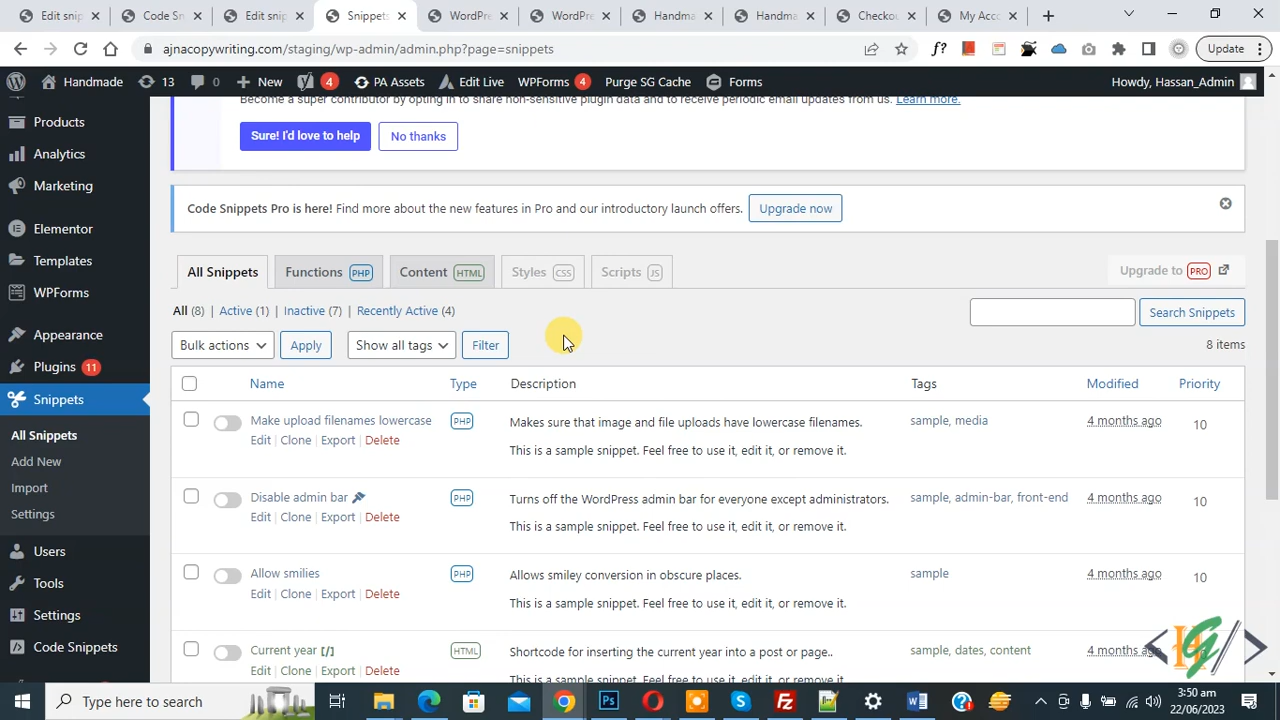 Edit snip
Code Sn
Edit snip
Snippets
WordPre
WordPre
Handma
Handma
Checkou
My Acco
ajnacopywriting.com/staging/wp-admin/admin.php?page=snippets
f?
Update
Handmade
13
0
New
4
PA Assets
Edit Live
WPForms 4
Purge SG Cache
Forms
Howdy, Hassan_Admin
Become a super contributor by opting in to share non-sensitive plugin data and to receive periodic email updates from us. Learn more.
Sure! I'd love to help
No thanks
Code Snippets Pro is here! Find more about the new features in Pro and our introductory launch offers.
Upgrade now
Products
Analytics
Marketing
Elementor
Templates
WPForms
Appearance
Plugins 11
Snippets
All Snippets
Add New
Import
Settings
Users
Tools
Settings
Code Snippets
All Snippets
Functions PHP
Content HTML
Styles CSS
Scripts JS
Upgrade to PRO
All (8) | Active (1) | Inactive (7) | Recently Active (4)
Search Snippets
Bulk actions
Apply
Show all tags
Filter
8 items
Name
Type
Description
Tags
Modified
Priority
Make upload filenames lowercase
Edit | Clone | Export | Delete
PHP
Makes sure that image and file uploads have lowercase filenames.
This is a sample snippet. Feel free to use it, edit it, or remove it.
sample, media
4 months ago
10
Disable admin bar
Edit | Clone | Export | Delete
PHP
Turns off the WordPress admin bar for everyone except administrators.
This is a sample snippet. Feel free to use it, edit it, or remove it.
sample, admin-bar, front-end
4 months ago
10
Allow smilies
Edit | Clone | Export | Delete
PHP
Allows smiley conversion in obscure places.
This is a sample snippet. Feel free to use it, edit it, or remove it.
sample
4 months ago
10
Current year [/]
Edit | Clone | Export | Delete
HTML
Shortcode for inserting the current year into a post or page..
sample, dates, content
4 months ago
Type here to search
3:50 am
22/06/2023